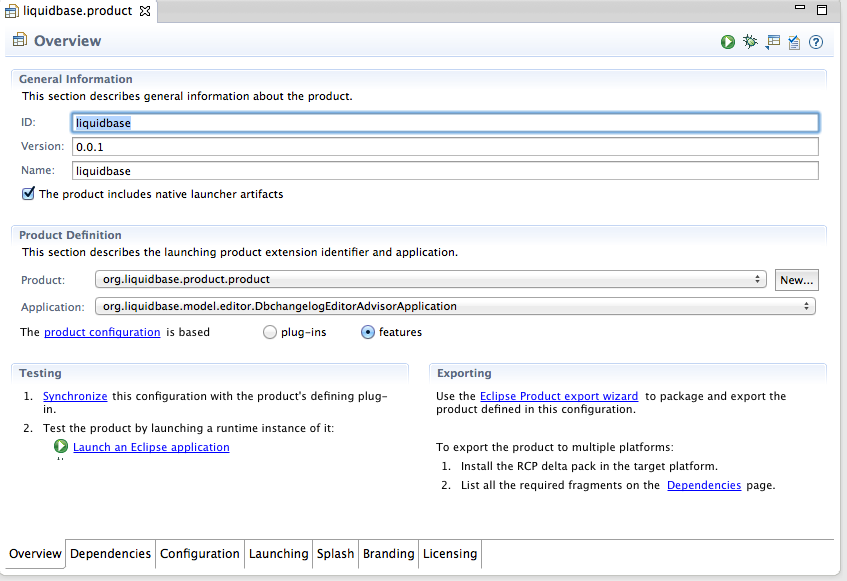 liquidbase.product
Overview
General Information
This section describes general information about the product.
ID: liquidbase
Version: 0.0.1
Name: liquidbase
The product includes native launcher artifacts
Product Definition
This section describes the launching product extension identifier and application.
Product: org.liquidbase.product.product New...
Application: org.liquidbase.model.editor.DbchangelogEditorAdvisorApplication
The product configuration is based plug-ins features
Testing
1. Synchronize this configuration with the product's defining plug-
in.
2. Test the product by launching a runtime instance of it:
Launch an Eclipse application
Exporting
Use the Eclipse Product export wizard to package and export the
product defined in this configuration.
To export the product to multiple platforms:
1. Install the RCP delta pack in the target platform.
2. List all the required fragments on the Dependencies page.
Overview Dependencies Configuration Launching Splash Branding Licensing